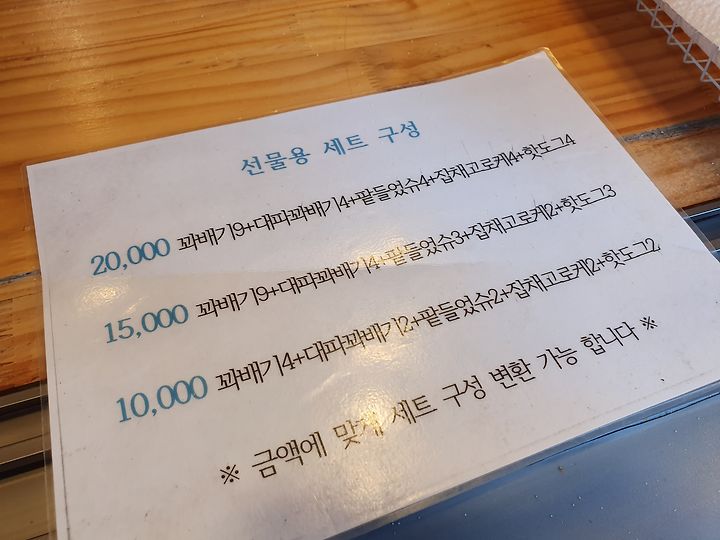 선물용 세트 구성
20,000 꽈배기9+대파꽈배기4+팥들었슈4+잡채고로케4+핫도그4
15,000 꽈배기9+대파꽈배기4+팥들었슈3+잡채고로케2+핫도그3
10,000 꽈배기4+대파꽈배기2+팥들었슈2+잡채고로케2+핫도그2
※ 금액에 맞게 세트 구성 변환 가능 합니다 ※